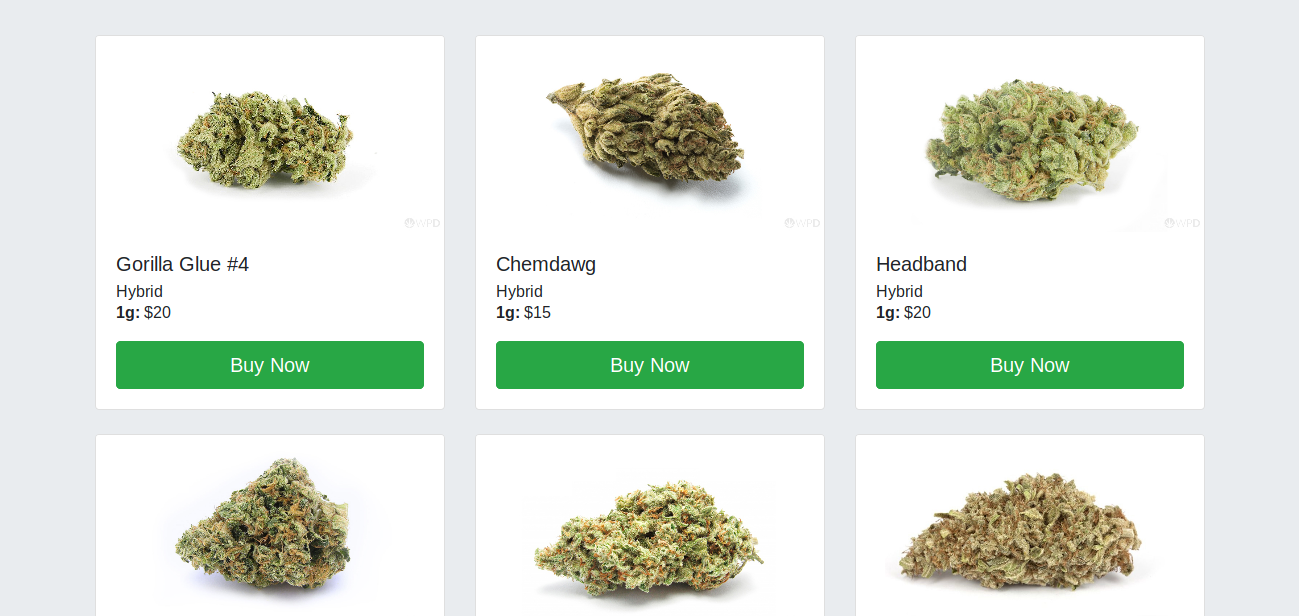 WPD
WPD
WPD
Gorilla Glue #4
Hybrid
1g: $20
Buy Now
Chemdawg
Hybrid
1g: $15
Buy Now
Headband
Hybrid
1g: $20
Buy Now